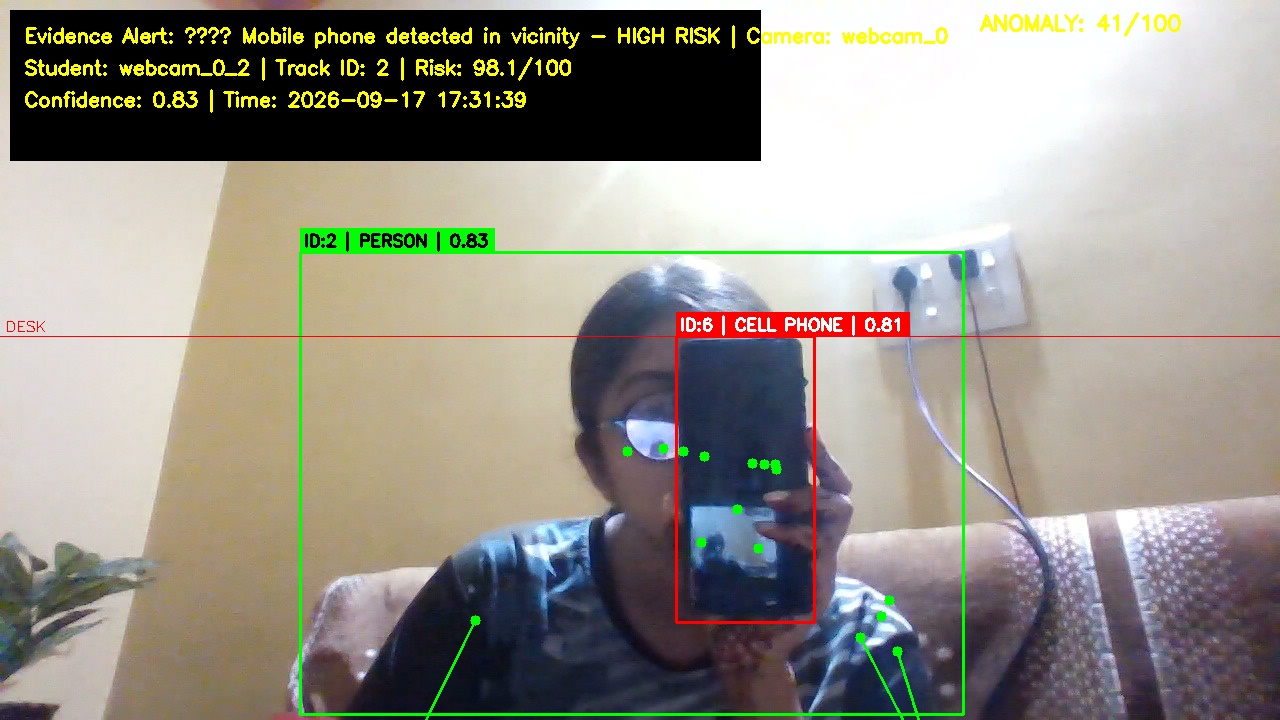 Evidence Alert: ???? Mobile phone detected in vicinity - HIGH RISK | Camera: webcam_0
ANOMALY: 41/100
Student: webcam_0_2 | Track ID: 2 | Risk: 98.1/100
Confidence: 0.83 | Time: 2026-09-17 17:31:39
ID:2 | PERSON | 0.83
ID:6 | CELL PHONE | 0.81
DESK